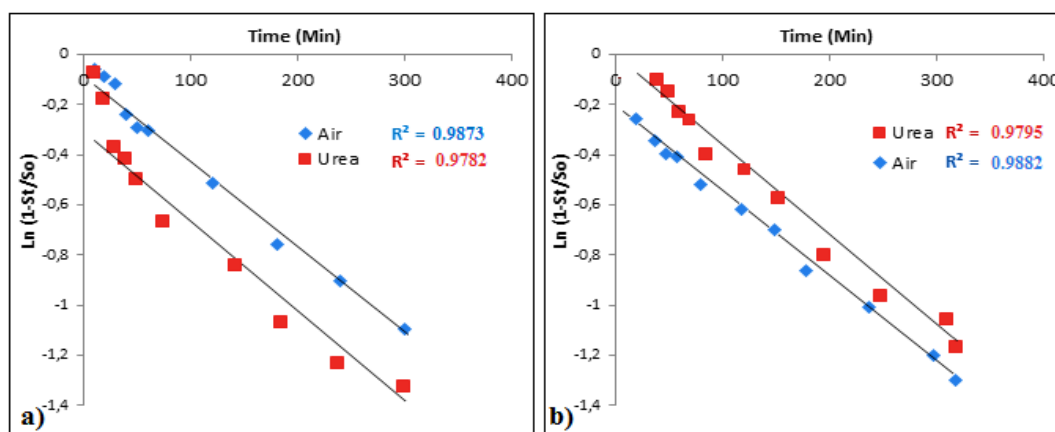 Time (Min)
0 100 200 300 400
0
-0,2
-0,4
-0,6
-0,8
-1
-1,2
-1,4
Ln (1-St/So)
Air R² = 0.9873
Urea R² = 0.9782
a)
Time (Min)
0 100 200 300 400
0
-0,2
-0,4
-0,6
-0,8
-1
-1,2
-1,4
Ln (1-St/So)
Urea R² = 0.9795
Air R² = 0.9882
b)